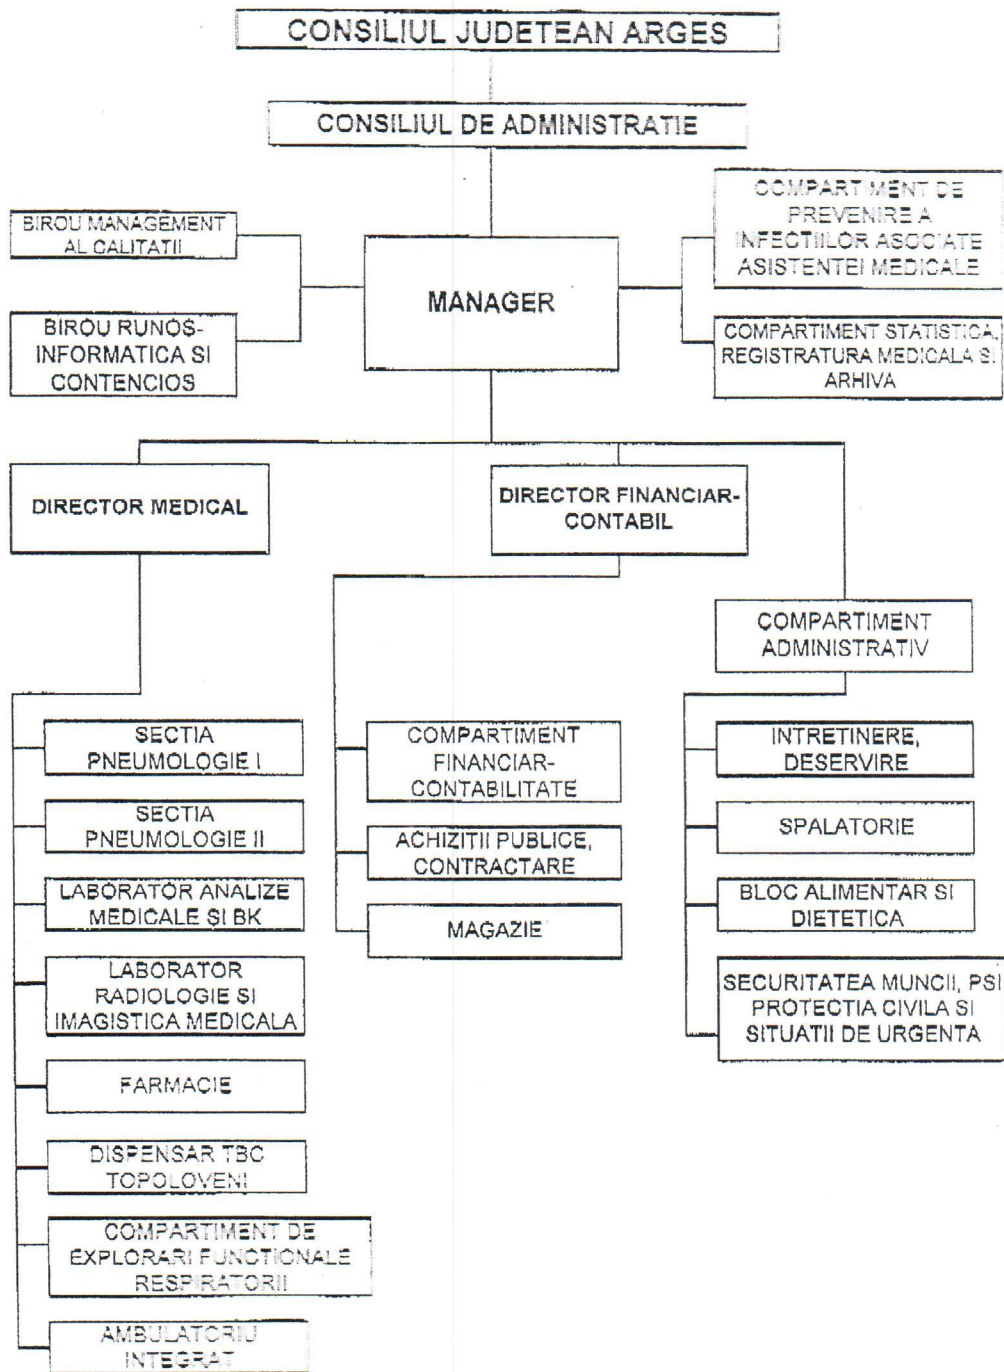 CONSILIUL JUDETEAN ARGES
CONSILIUL DE ADMINISTRATIE
BIROU MANAGEMENT
AL CALITATII
BIROU RUNOS-
INFORMATICA SI
CONTENCIOS
MANAGER
COMPARTIMENT DE
PREVENIRE A
INFECTIILOR ASOCIATE
ASISTENTEI MEDICALE
COMPARTIMENT STATISTICA,
REGISTRATURA MEDICALA SI
ARHIVA
DIRECTOR MEDICAL
DIRECTOR FINANCIAR-
CONTABIL
COMPARTIMENT
ADMINISTRATIV
SECTIA
PNEUMOLOGIE I
SECTIA
PNEUMOLOGIE II
LABORATOR ANALIZE
MEDICALE SI BK
LABORATOR
RADIOLOGIE SI
IMAGISTICA MEDICALA
FARMACIE
DISPENSAR TBC
TOPOLOVENI
COMPARTIMENT DE
EXPLORARI FUNCTIONALE
RESPIRATORII
AMBULATORIU
INTEGRAT
COMPARTIMENT
FINANCIAR-
CONTABILITATE
ACHIZITII PUBLICE,
CONTRACTARE
MAGAZIE
INTRETINERE,
DESERVIRE
SPALATORIE
BLOC ALIMENTAR SI
DIETETICA
SECURITATEA MUNCII, PSI
PROTECTIA CIVILA SI
SITUATII DE URGENTA